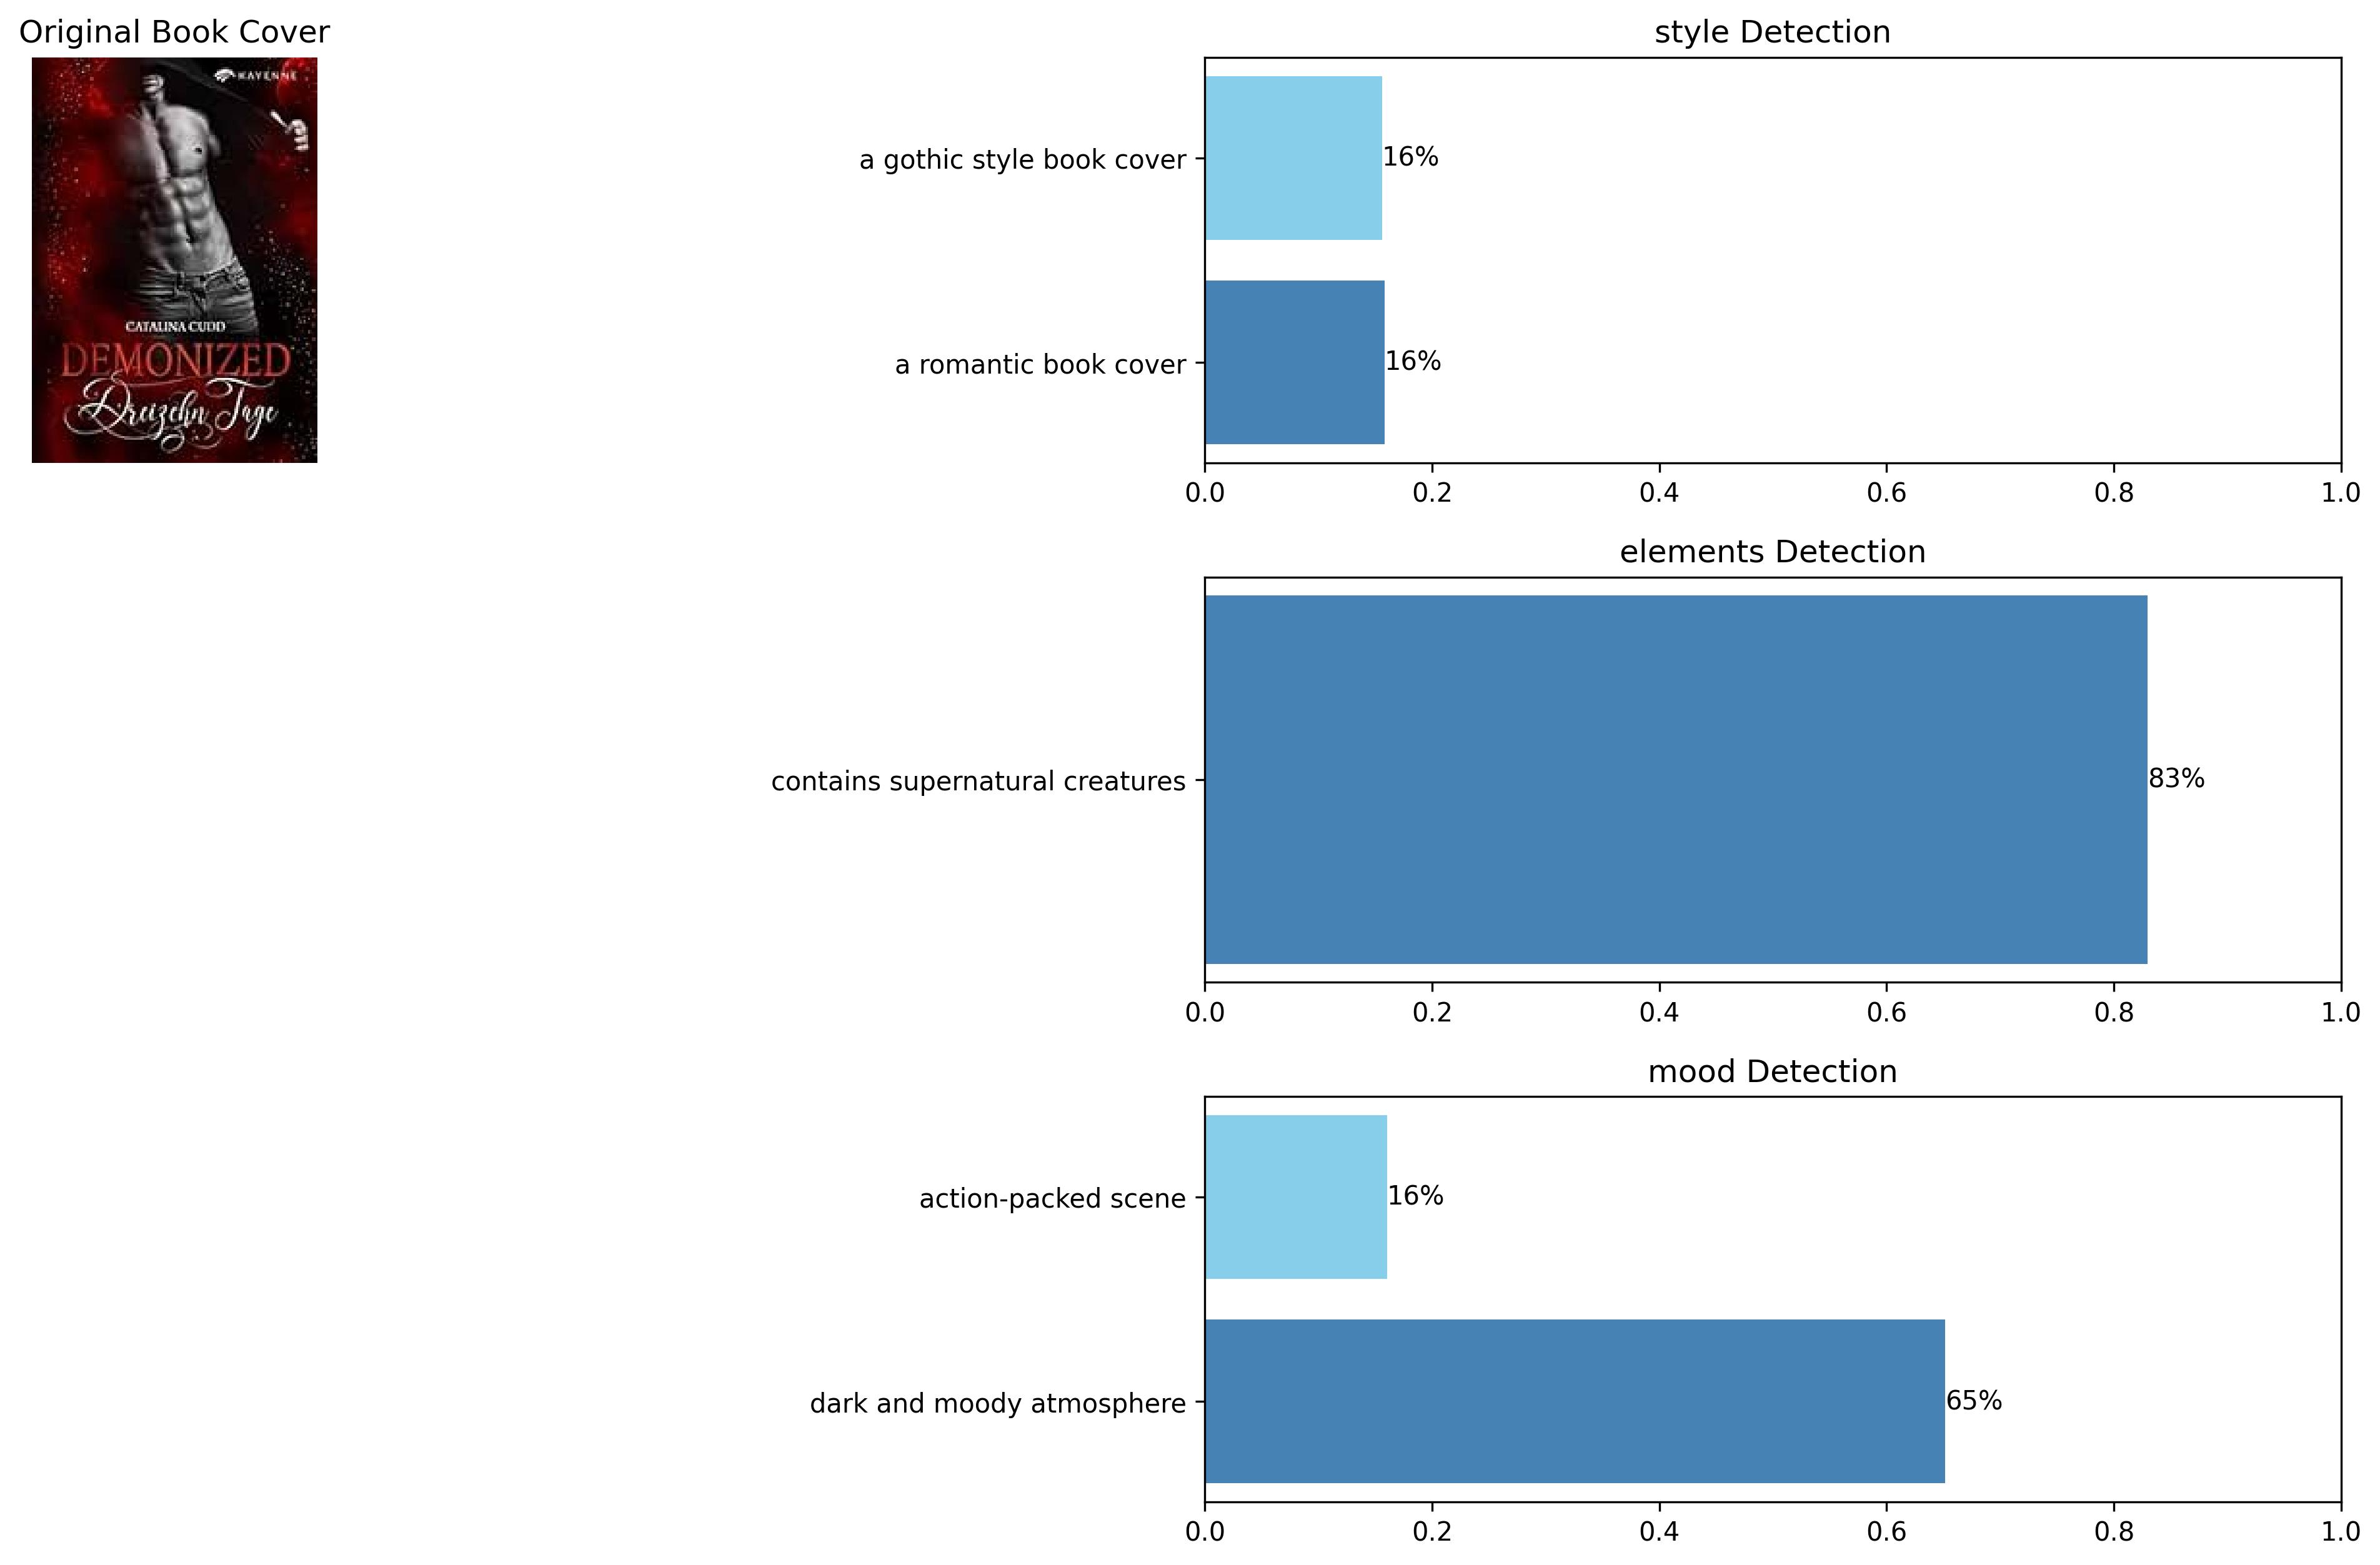 Original Book Cover
KAYENNE
CATALINA CUDD
DEMONIZED
Dreizehn Tage
style Detection
a gothic style book cover
16%
a romantic book cover
16%
0.0 0.2 0.4 0.6 0.8 1.0
elements Detection
contains supernatural creatures
83%
0.0 0.2 0.4 0.6 0.8 1.0
mood Detection
action-packed scene
16%
dark and moody atmosphere
65%
0.0 0.2 0.4 0.6 0.8 1.0